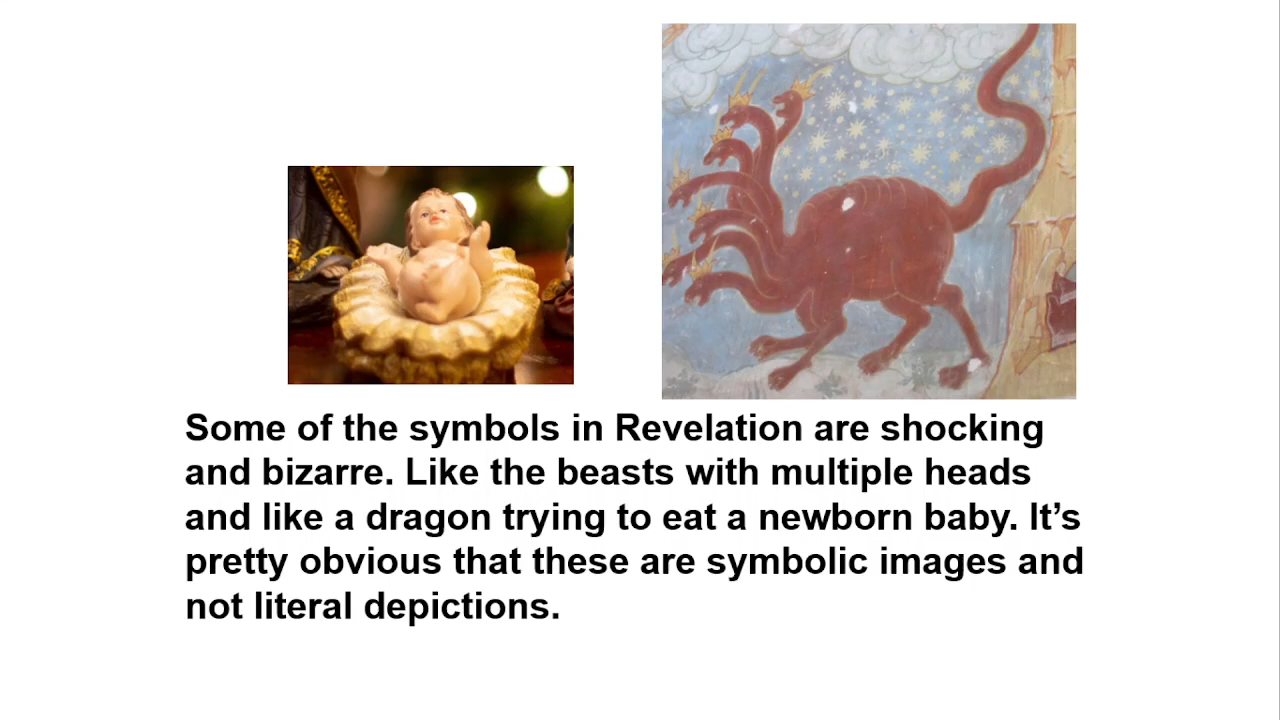 Some of the symbols in Revelation are shocking
and bizarre. Like the beasts with multiple heads
and like a dragon trying to eat a newborn baby. It’s
pretty obvious that these are symbolic images and
not literal depictions.